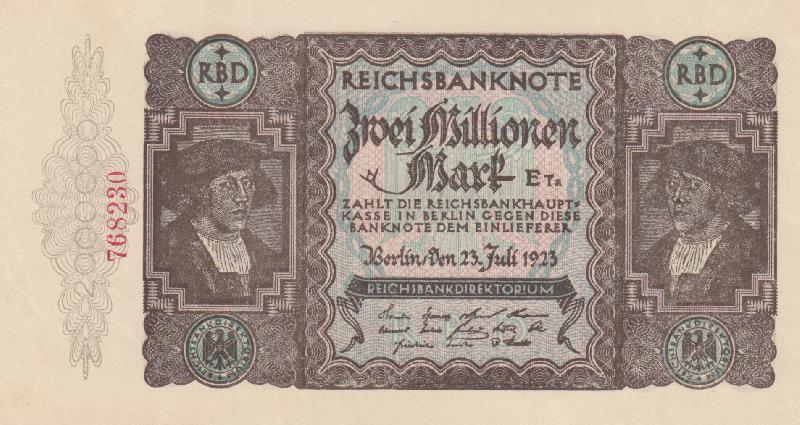 RBD
RBD
REICHSBANKNOTE
Zwei Millionen
Mark
E Ta
ZAHLT DIE REICHSBANKHAUPT-
KASSE IN BERLIN GEGEN DIESE
BANKNOTE DEM EINLIEFERER
Berlin, den 23. Juli 1923
REICHSBANKDIREKTORIUM
768230